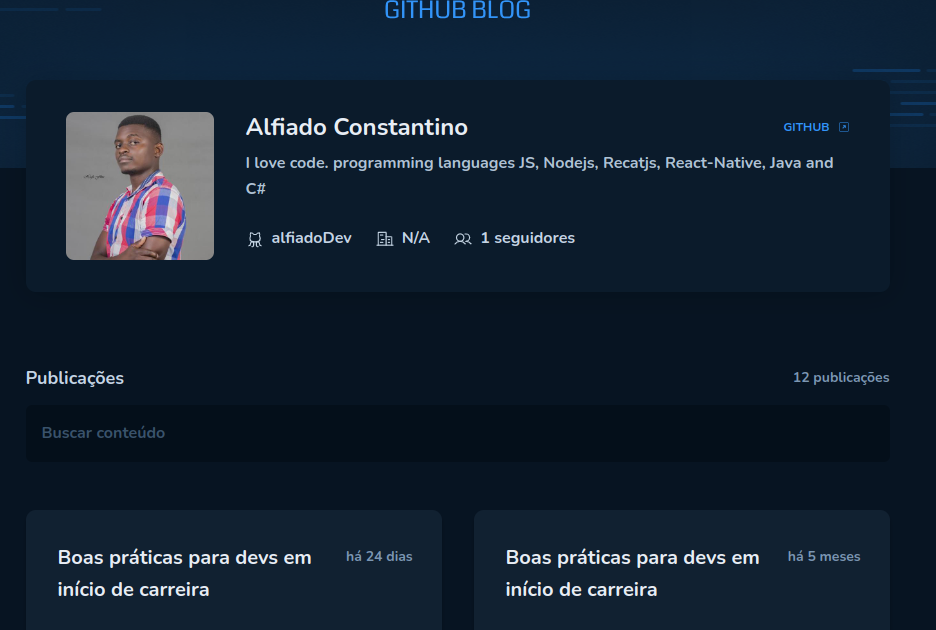 GITHUB BLOG
Alfiado Constantino
GITHUB
I love code. programming languages JS, Nodejs, Recatjs, React-Native, Java and
C#
alfiadoDev N/A 1 seguidores
Publicações
12 publicações
Buscar conteúdo
Boas práticas para devs em
início de carreira
há 24 dias
Boas práticas para devs em
início de carreira
há 5 meses